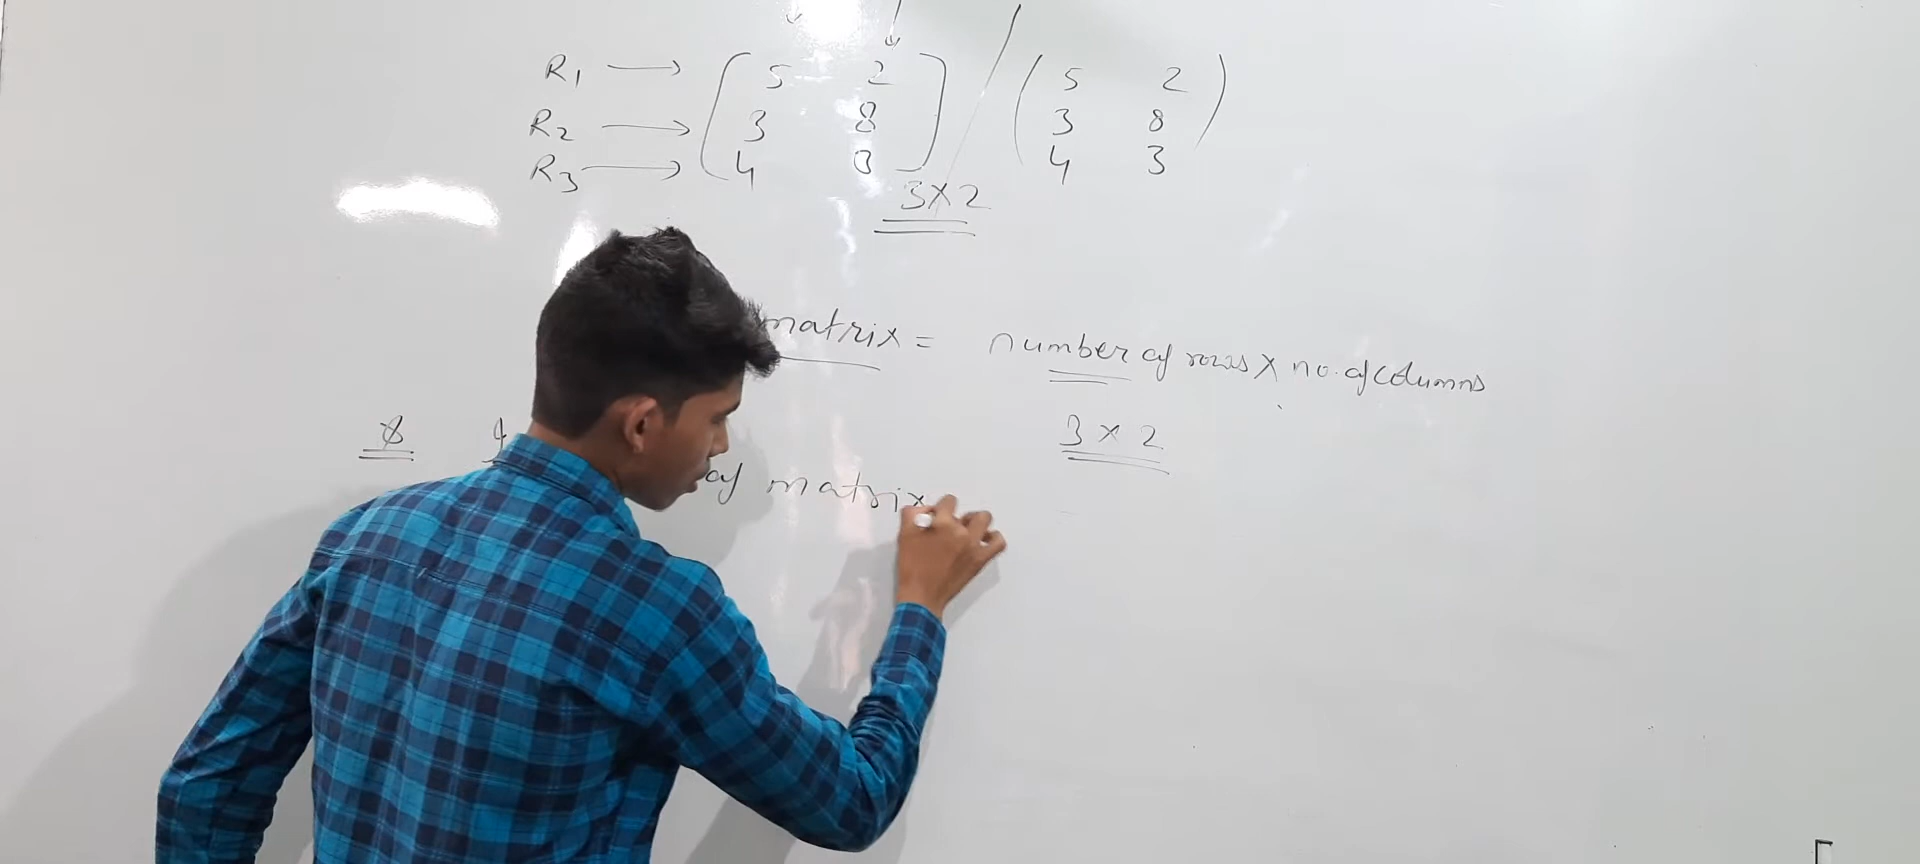 R1 → [ 5 2 ] / ( 5 2 )
R2 → 3 8 3 8
R3 → 4 3 4 3
3×2
matrix = number of rows × no. of columns
3 × 2
of matrix